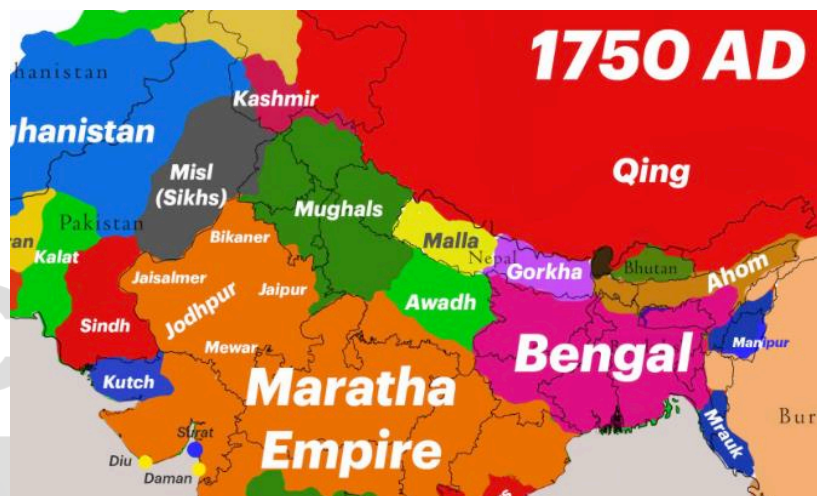 1750 AD
hanistan
Kashmir
ghanistan
Misl
(Sikhs)
Qing
Mughals
Pakistan
an
Kalat
Bikaner
Malla
Nepal
Gorkha
Bhutan
Ahom
Jaisalmer
Jodhpur
Jaipur
Awadh
Sindh
Mewar
Bengal
Manipur
Kutch
Maratha
Empire
Mrauk
Bur
Surat
Diu
Daman